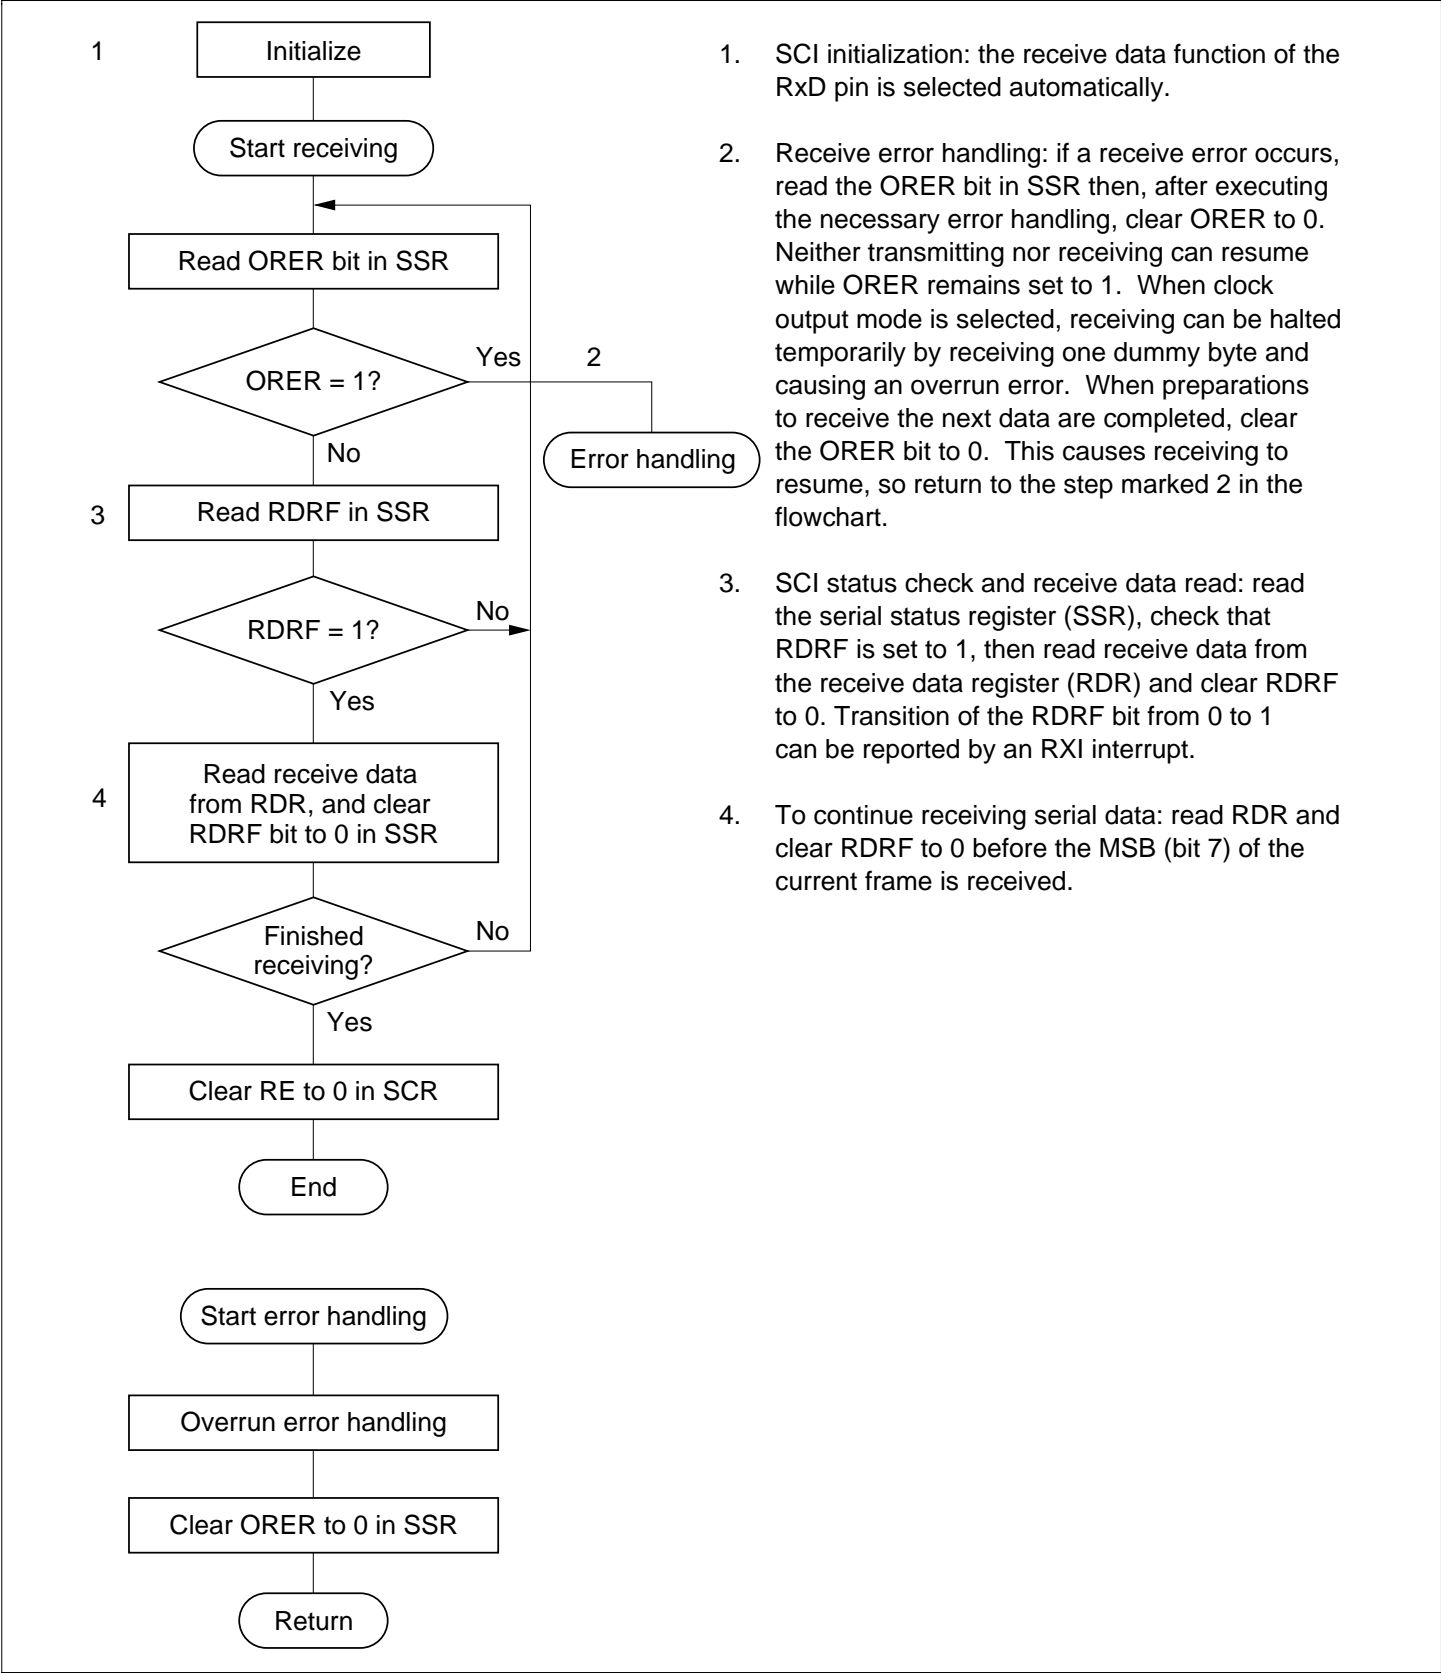 1
Initialize
Start receiving
Read ORER bit in SSR
ORER = 1?
Yes
2
No
Error handling
3
Read RDRF in SSR
RDRF = 1?
No
Yes
4
Read receive data
from RDR, and clear
RDRF bit to 0 in SSR
Finished
receiving?
No
Yes
Clear RE to 0 in SCR
End
Start error handling
Overrun error handling
Clear ORER to 0 in SSR
Return
1. SCI initialization: the receive data function of the
RxD pin is selected automatically.
2. Receive error handling: if a receive error occurs,
read the ORER bit in SSR then, after executing
the necessary error handling, clear ORER to 0.
Neither transmitting nor receiving can resume
while ORER remains set to 1. When clock
output mode is selected, receiving can be halted
temporarily by receiving one dummy byte and
causing an overrun error. When preparations
to receive the next data are completed, clear
the ORER bit to 0. This causes receiving to
resume, so return to the step marked 2 in the
flowchart.
3. SCI status check and receive data read: read
the serial status register (SSR), check that
RDRF is set to 1, then read receive data from
the receive data register (RDR) and clear RDRF
to 0. Transition of the RDRF bit from 0 to 1
can be reported by an RXI interrupt.
4. To continue receiving serial data: read RDR and
clear RDRF to 0 before the MSB (bit 7) of the
current frame is received.